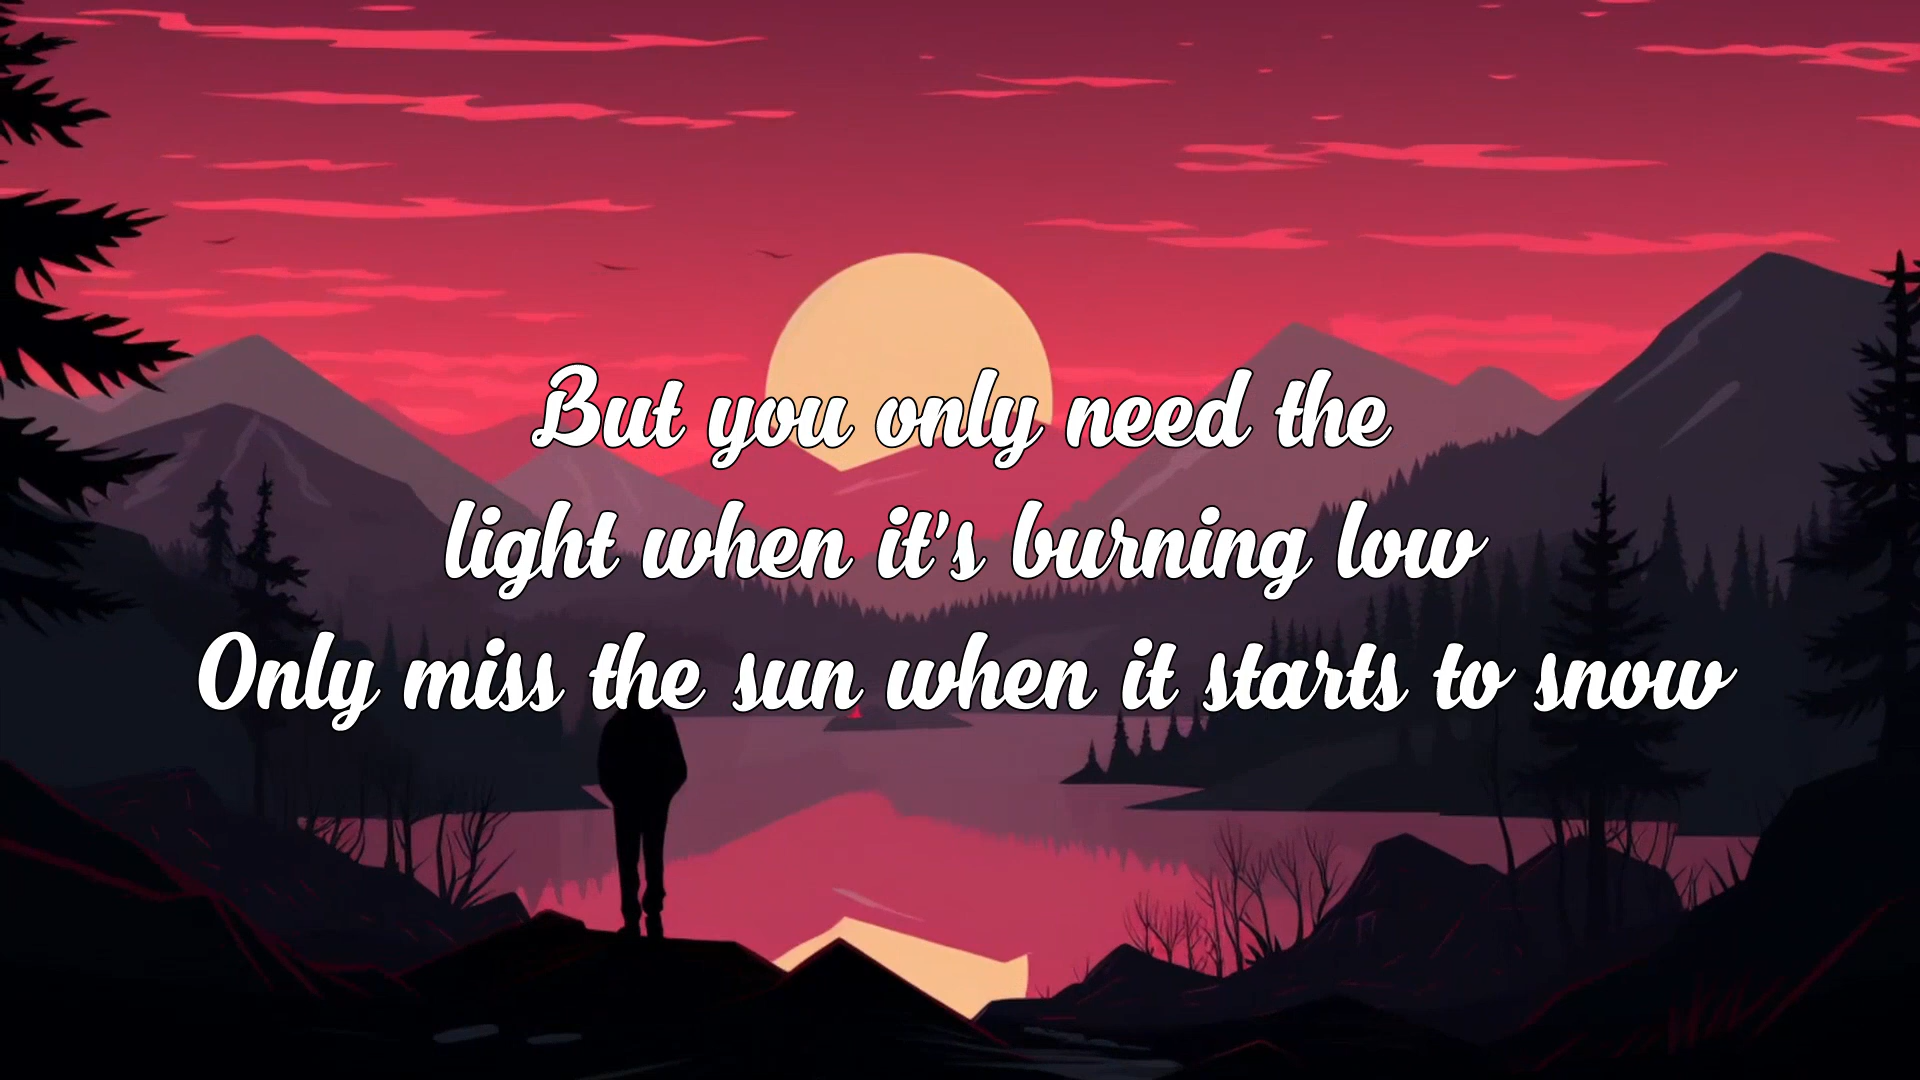 But you only need the
light when it's burning low
Only miss the sun when it starts to snow